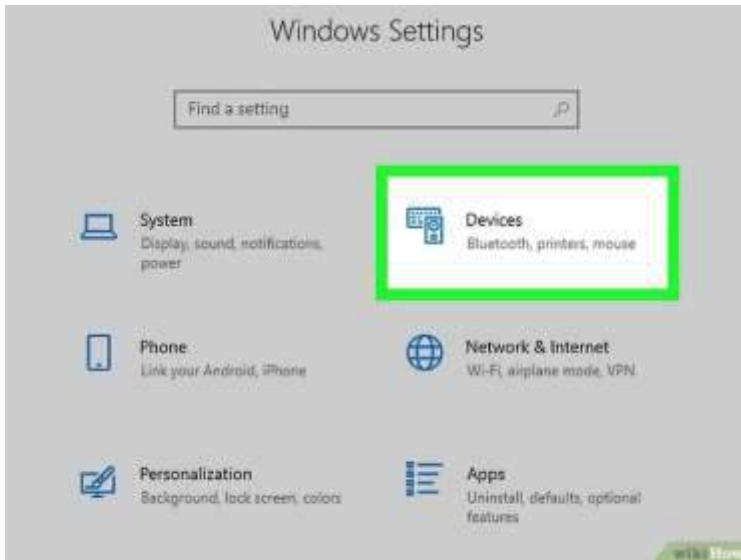 Windows Settings
Find a setting
System
Display, sound, notifications,
power
Devices
Bluetooth, printers, mouse
Phone
Link your Android, iPhone
Network & Internet
Wi-Fi, airplane mode, VPN
Personalization
Background, lock screen, colors
Apps
Uninstall, defaults, optional
features
wikiHow